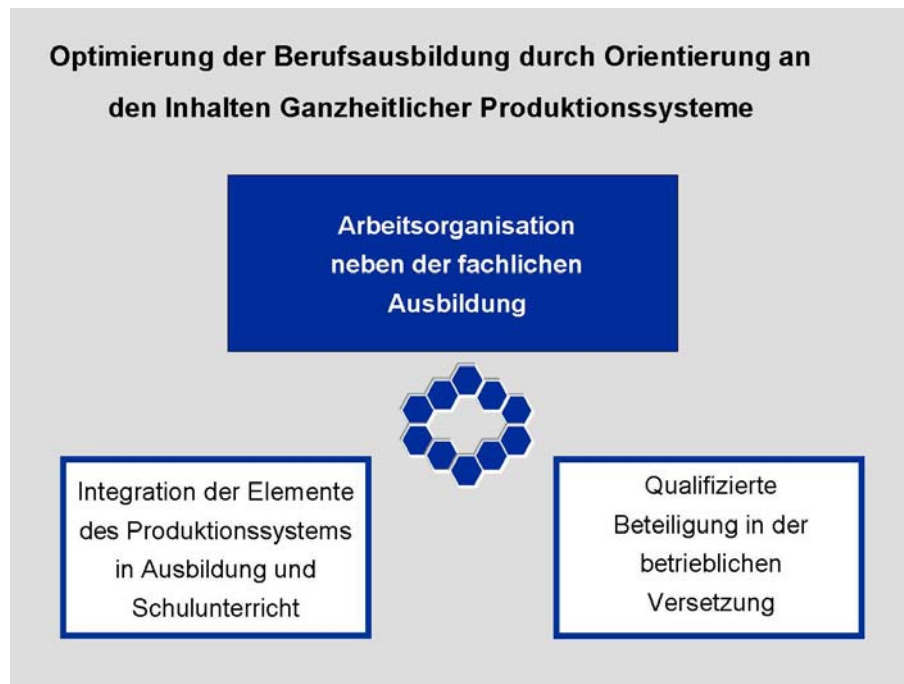 Optimierung der Berufsausbildung durch Orientierung an
den Inhalten Ganzheitlicher Produktionssysteme
Arbeitsorganisation
neben der fachlichen
Ausbildung
Integration der Elemente
des Produktionssystems
in Ausbildung und
Schulunterricht
Qualifizierte
Beteiligung in der
betrieblichen
Versetzung